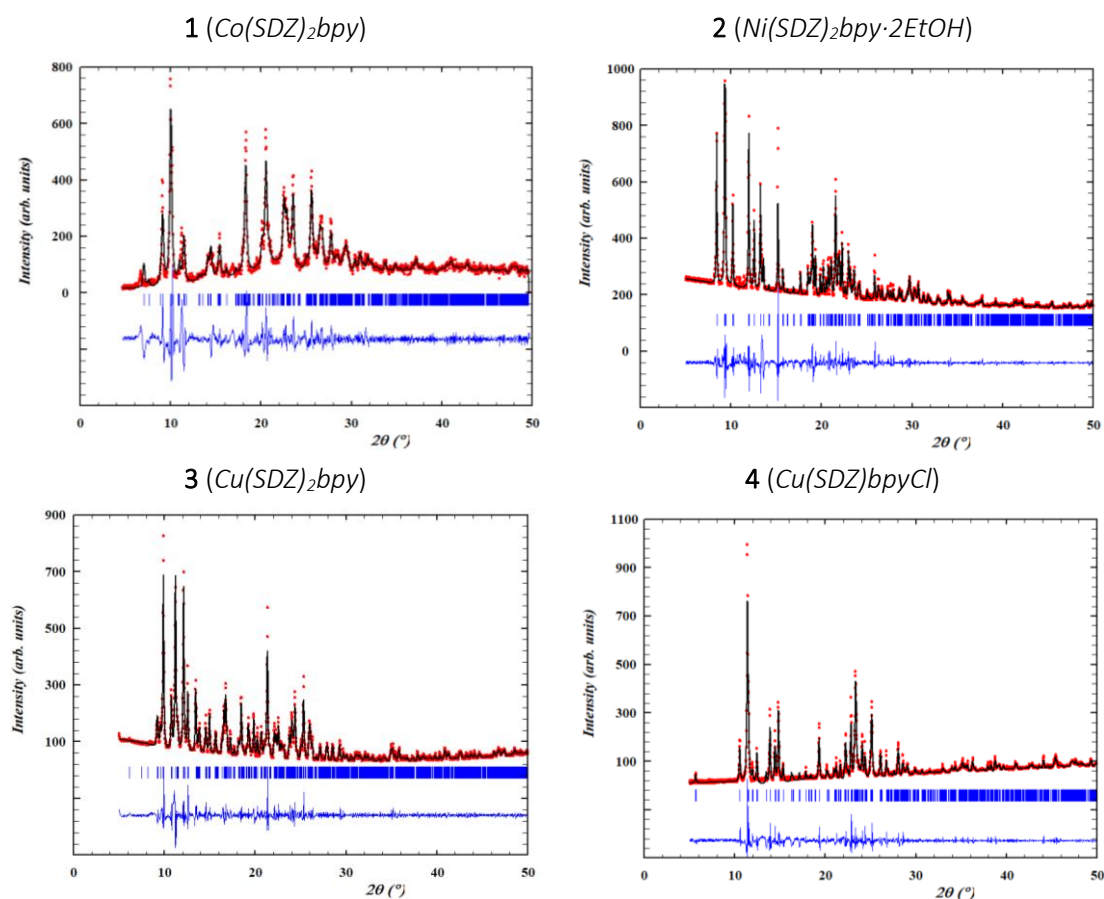 1 (Co(SDZ)₂bpy)
800
600
400
200
0
Intensity (arb. units)
0 10 20 30 40 50
2θ (°)
2 (Ni(SDZ)₂bpy·2EtOH)
1000
800
600
400
200
0
Intensity (arb. units)
0 10 20 30 40 50
2θ (°)
3 (Cu(SDZ)₂bpy)
900
700
500
300
100
Intensity (arb. units)
0 10 20 30 40 50
2θ (°)
4 (Cu(SDZ)bpyCl)
1100
900
700
500
300
100
Intensity (arb. units)
0 10 20 30 40 50
2θ (°)